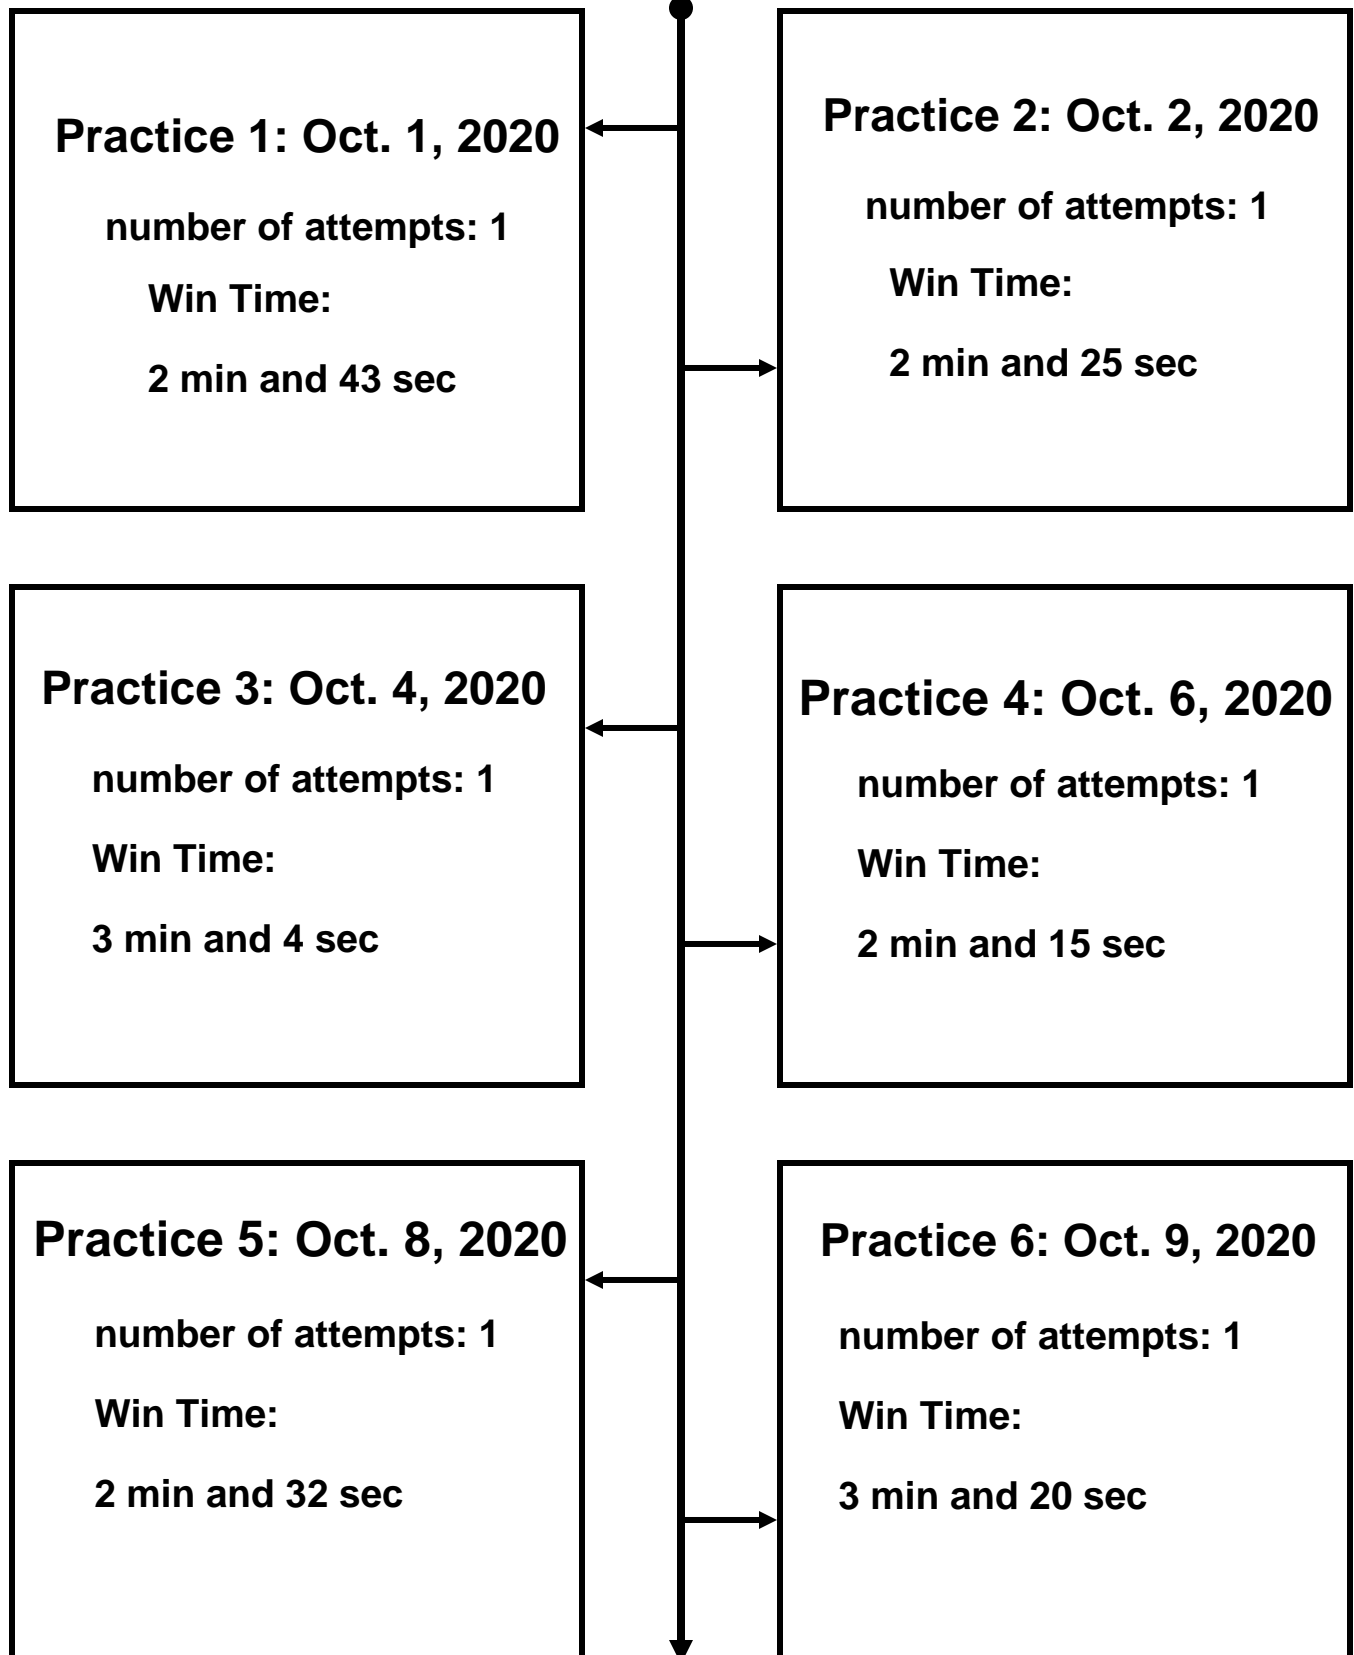 Practice 1: Oct. 1, 2020
number of attempts: 1
Win Time:
2 min and 43 sec
Practice 2: Oct. 2, 2020
number of attempts: 1
Win Time:
2 min and 25 sec
Practice 3: Oct. 4, 2020
number of attempts: 1
Win Time:
3 min and 4 sec
Practice 4: Oct. 6, 2020
number of attempts: 1
Win Time:
2 min and 15 sec
Practice 5: Oct. 8, 2020
number of attempts: 1
Win Time:
2 min and 32 sec
Practice 6: Oct. 9, 2020
number of attempts: 1
Win Time:
3 min and 20 sec